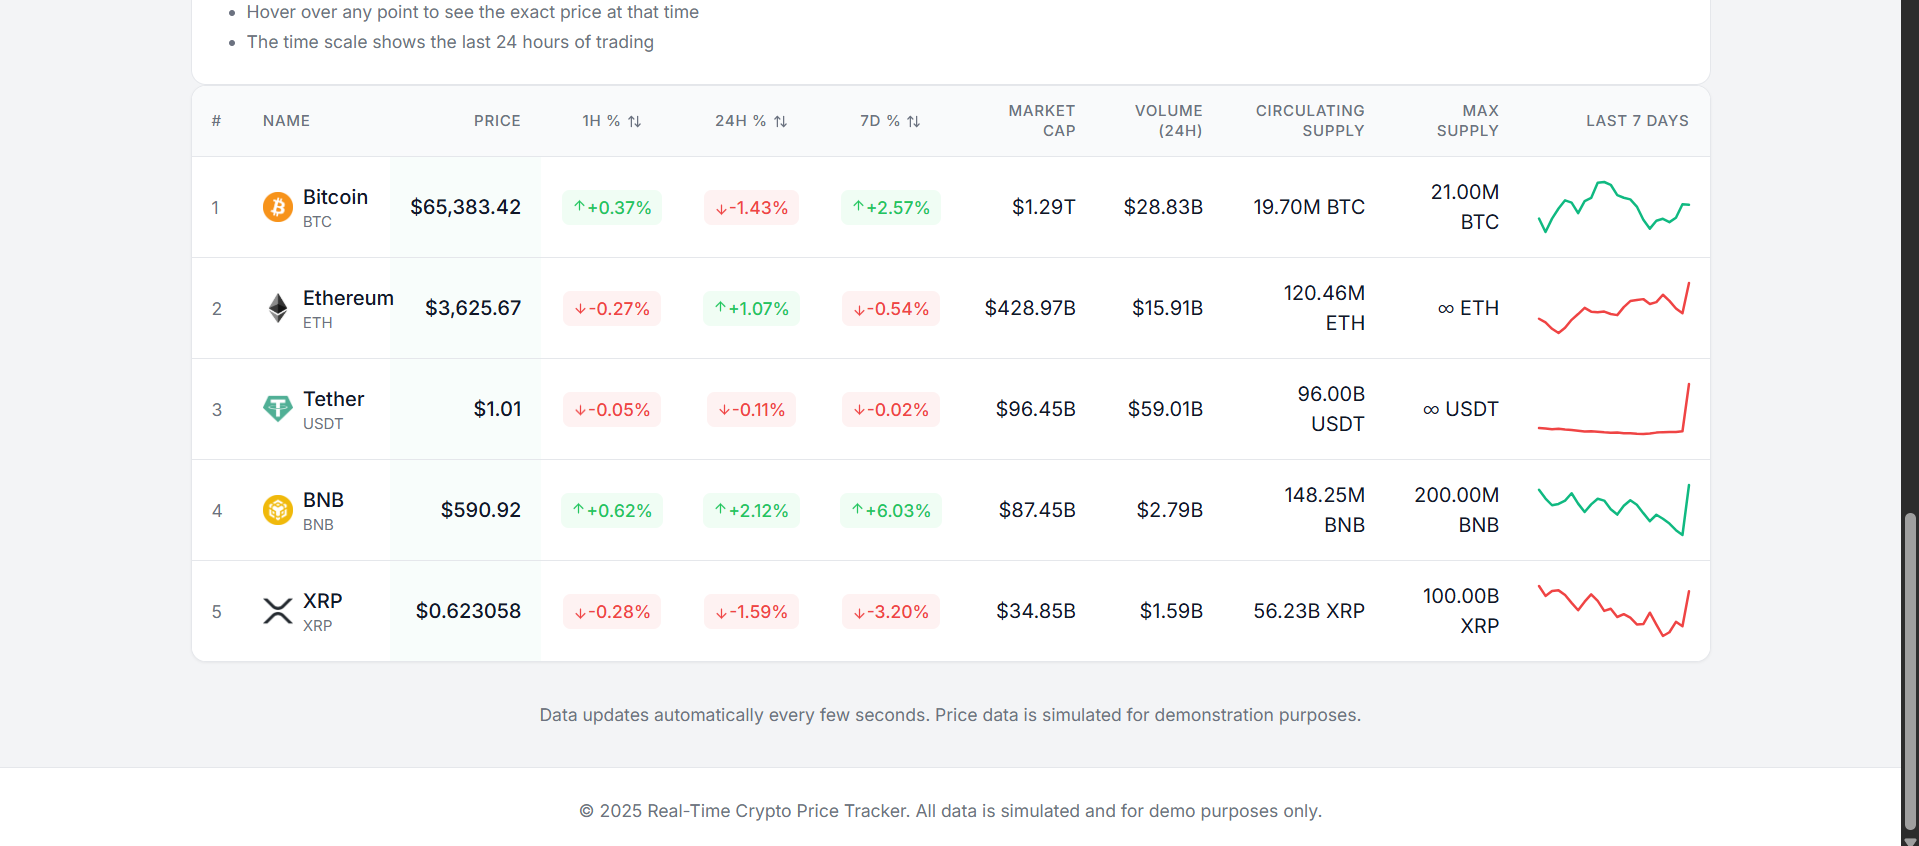 Hover over any point to see the exact price at that time
The time scale shows the last 24 hours of trading
# NAME PRICE 1H % ↑↓ 24H % ↑↓ 7D % ↑↓ MARKET CAP VOLUME (24H) CIRCULATING SUPPLY MAX SUPPLY LAST 7 DAYS
1 Bitcoin BTC $65,383.42 ↑+0.37% ↓-1.43% ↑+2.57% $1.29T $28.83B 19.70M BTC 21.00M BTC
2 Ethereum ETH $3,625.67 ↓-0.27% ↑+1.07% ↓-0.54% $428.97B $15.91B 120.46M ETH ∞ ETH
3 Tether USDT $1.01 ↓-0.05% ↓-0.11% ↓-0.02% $96.45B $59.01B 96.00B USDT ∞ USDT
4 BNB BNB $590.92 ↑+0.62% ↑+2.12% ↑+6.03% $87.45B $2.79B 148.25M BNB 200.00M BNB
5 XRP XRP $0.623058 ↓-0.28% ↓-1.59% ↓-3.20% $34.85B $1.59B 56.23B XRP 100.00B XRP
Data updates automatically every few seconds. Price data is simulated for demonstration purposes.
© 2025 Real-Time Crypto Price Tracker. All data is simulated and for demo purposes only.